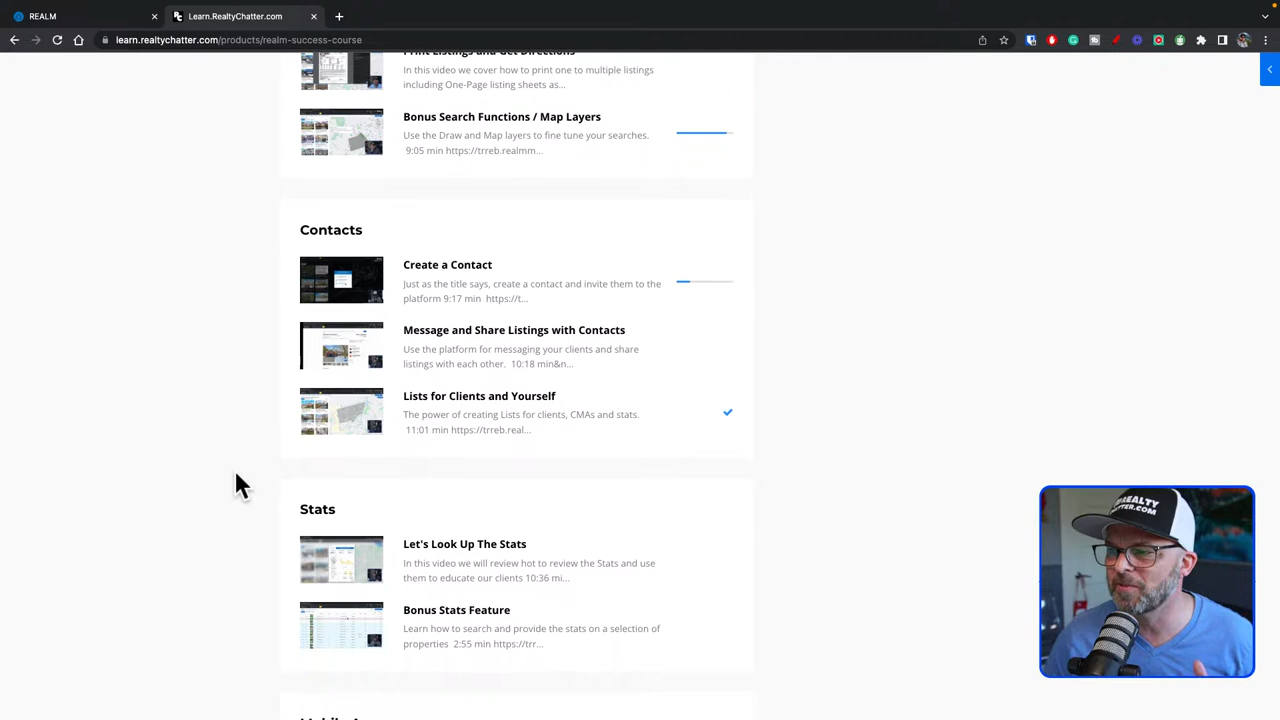 REALM
Learn.RealtyChatter.com
learn.realtychatter.com/products/realm-success-course
Print Listings and Get Directions
In this video we cover how to print one to multiple listings
including One-Page listing sheets as...
Bonus Search Functions / Map Layers
Use the Draw and Map layers to fine tune your searches.
9:05 min https://trreb.realmm...
Contacts
Create a Contact
Just as the title says, create a contact and invite them to the
platform 9:17 min https://t...
Message and Share Listings with Contacts
Use the platform for messaging your clients and share
listings with each other. 10:18 min&n...
Lists for Clients and Yourself
The power of creating Lists for clients, CMAs and stats.
11:01 min https://trreb.real...
Stats
Let's Look Up The Stats
In this video we will review hot to review the Stats and use
them to educate our clients 10:36 mi...
Bonus Stats Feature
Learn how to search and provide the stats on a selection of
properties 2:55 min https://trr...
REALTY
CHATTER.COM